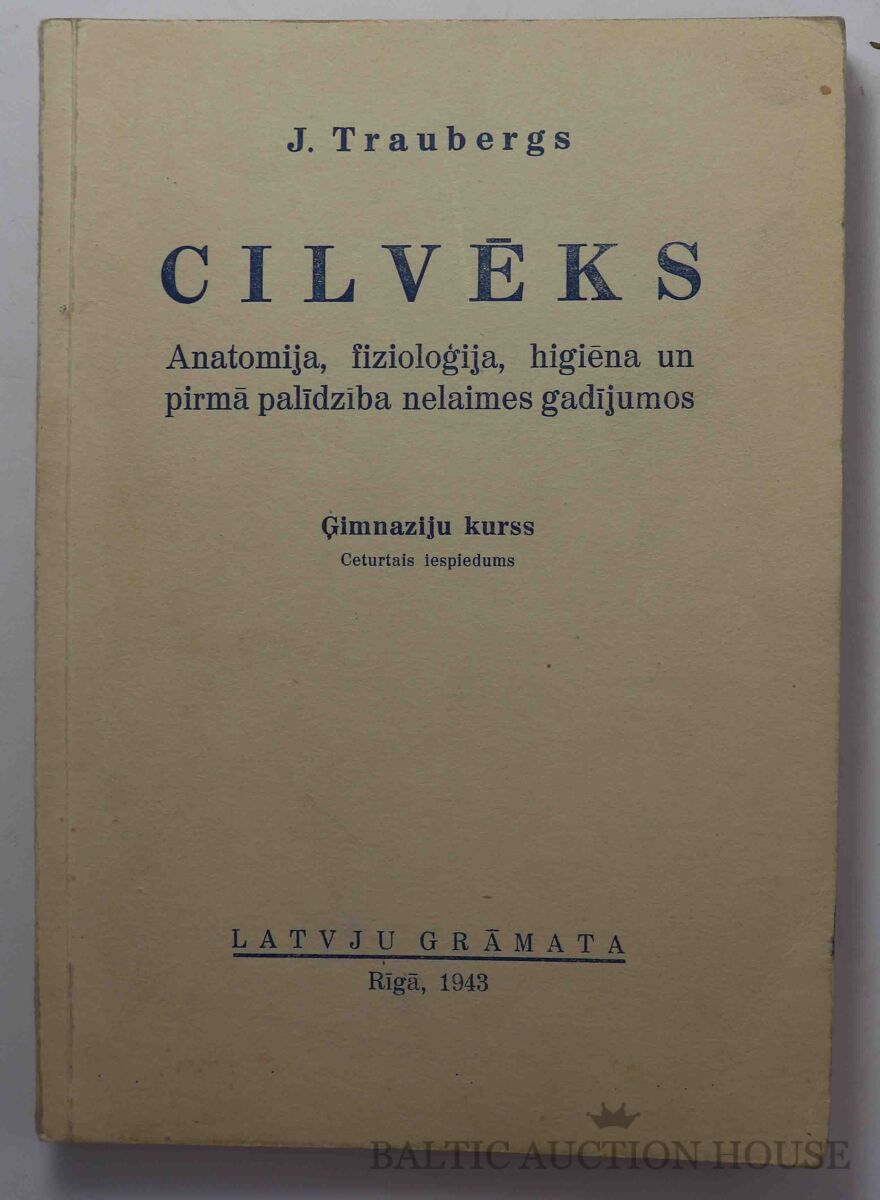 J. Traubergs
CILVĒKS
Anatomija, fizioloģija, higiēna un
pirmā palīdzība nelaimes gadījumos
Ģimnaziju kurss
Ceturtais iespiedums
LATVJU GRĀMATA
Rīgā, 1943
BALTIC AUCTION HOUSE